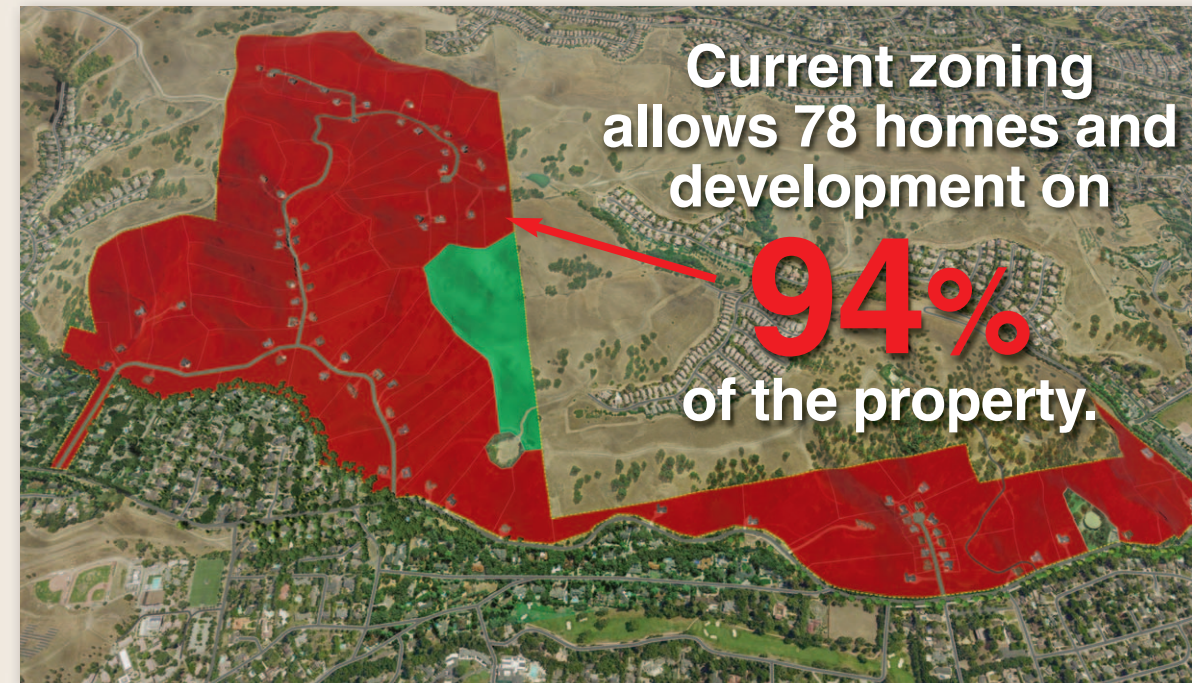 Current zoning
allows 78 homes and
development on
94%
of the property.